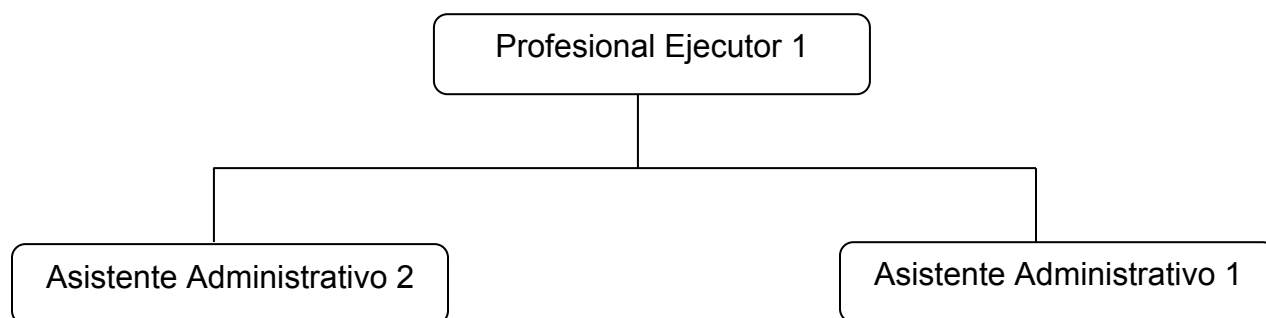 Profesional Ejecutor 1
Asistente Administrativo 2
Asistente Administrativo 1